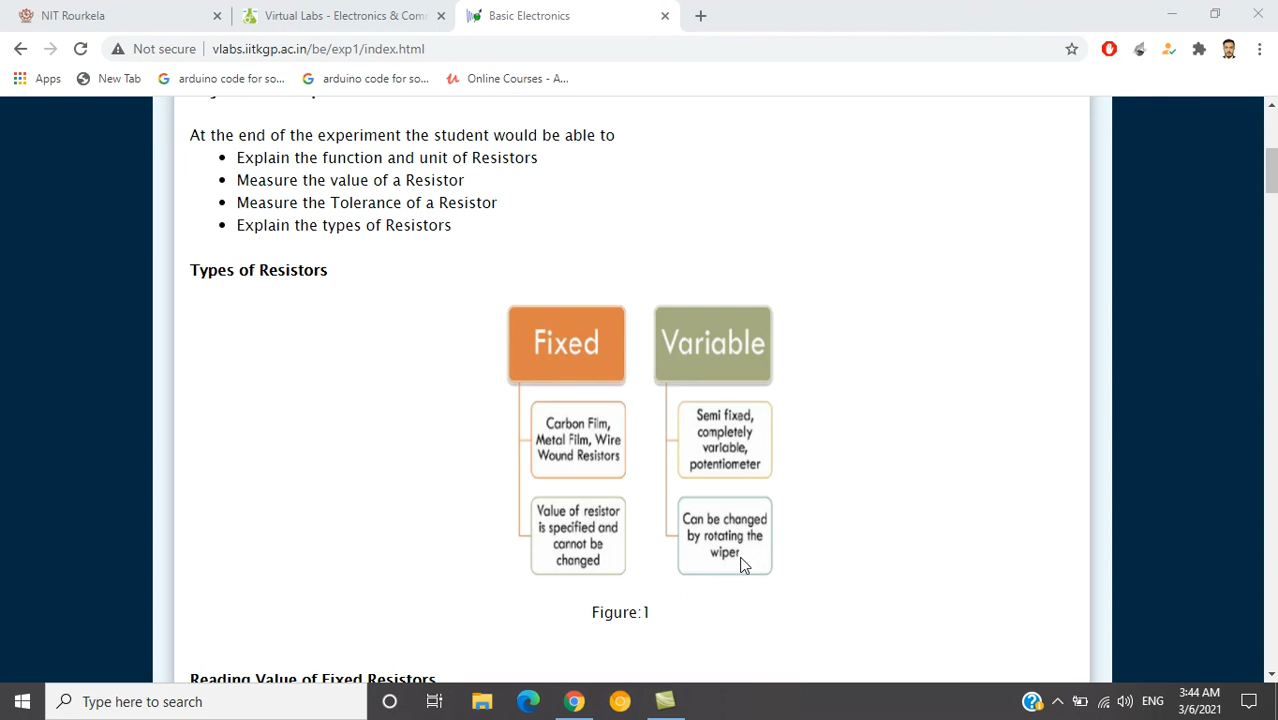 NIT Rourkela
Virtual Labs - Electronics & Comm
Basic Electronics
Not secure
vlabs.iitkgp.ac.in/be/exp1/index.html
Apps
New Tab
arduino code for so...
arduino code for so...
Online Courses - A...
At the end of the experiment the student would be able to
Explain the function and unit of Resistors
Measure the value of a Resistor
Measure the Tolerance of a Resistor
Explain the types of Resistors
Types of Resistors
Fixed
Variable
Carbon Film,
Metal Film, Wire
Wound Resistors
Semi fixed,
completely
variable,
potentiometer
Value of resistor
is specified and
cannot be
changed
Can be changed
by rotating the
wiper
Figure:1
Reading Value of Fixed Resistors
Type here to search
ENG
3:44 AM
3/6/2021